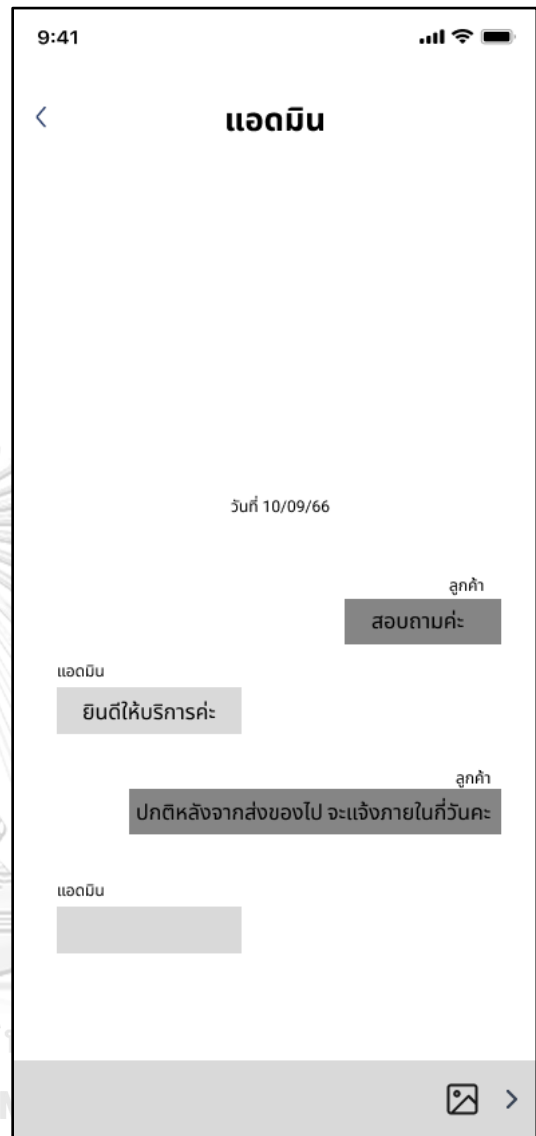 9:41
แอดมิน
วันที่ 10/09/66
ลูกค้า
สอบถามค่ะ
แอดมิน
ยินดีให้บริการค่ะ
ลูกค้า
ปกติหลังจากส่งของไป จะแจ้งภายในกี่วันคะ
แอดมิน